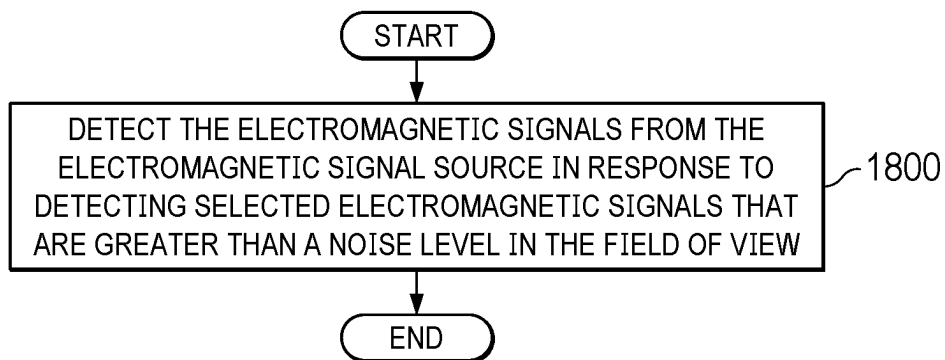 START
DETECT THE ELECTROMAGNETIC SIGNALS FROM THE
ELECTROMAGNETIC SIGNAL SOURCE IN RESPONSE TO
DETECTING SELECTED ELECTROMAGNETIC SIGNALS THAT
ARE GREATER THAN A NOISE LEVEL IN THE FIELD OF VIEW
1800
END